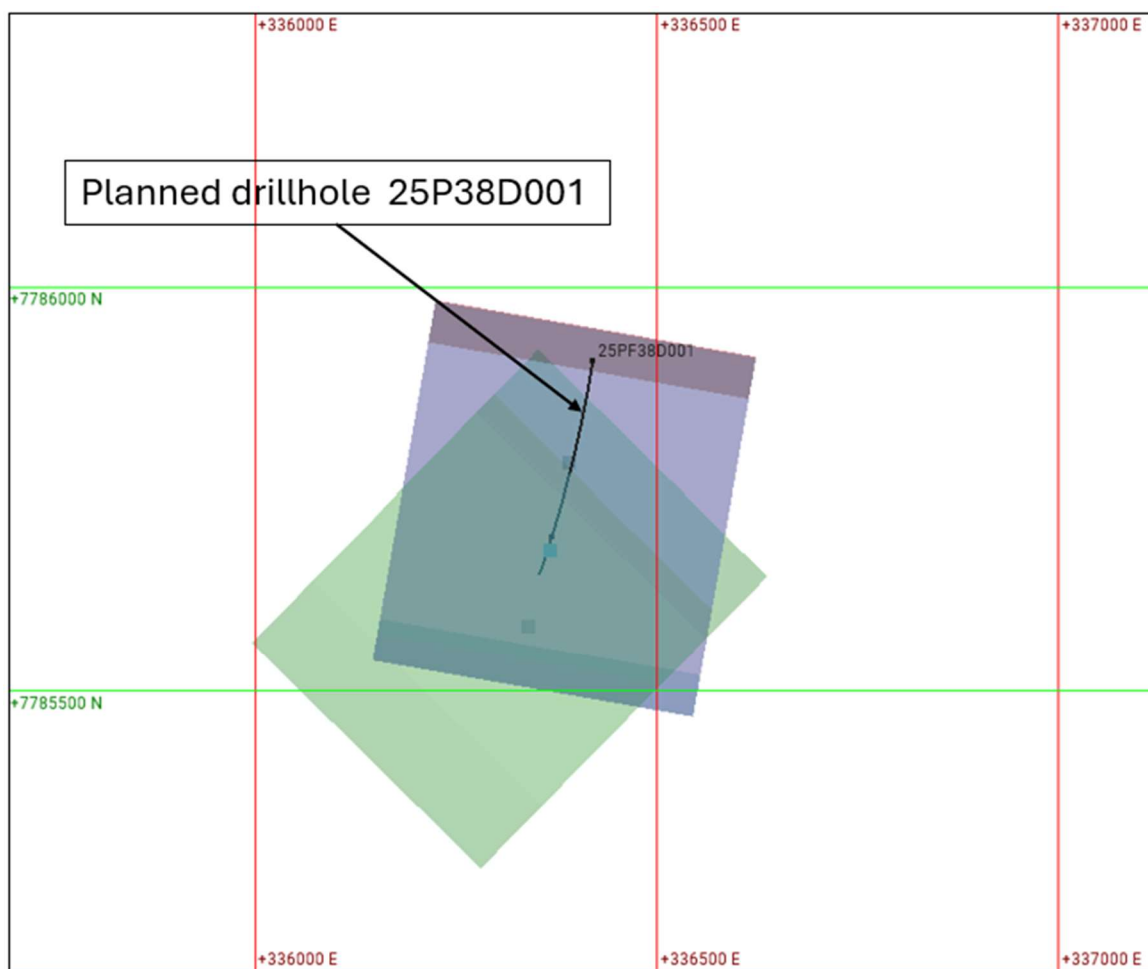 +336000 E
+336500 E
+337000 E
Planned drillhole 25P38D001
+7786000 N
25PF38D001
+7785500 N
+336000 E
+336500 E
+337000 E